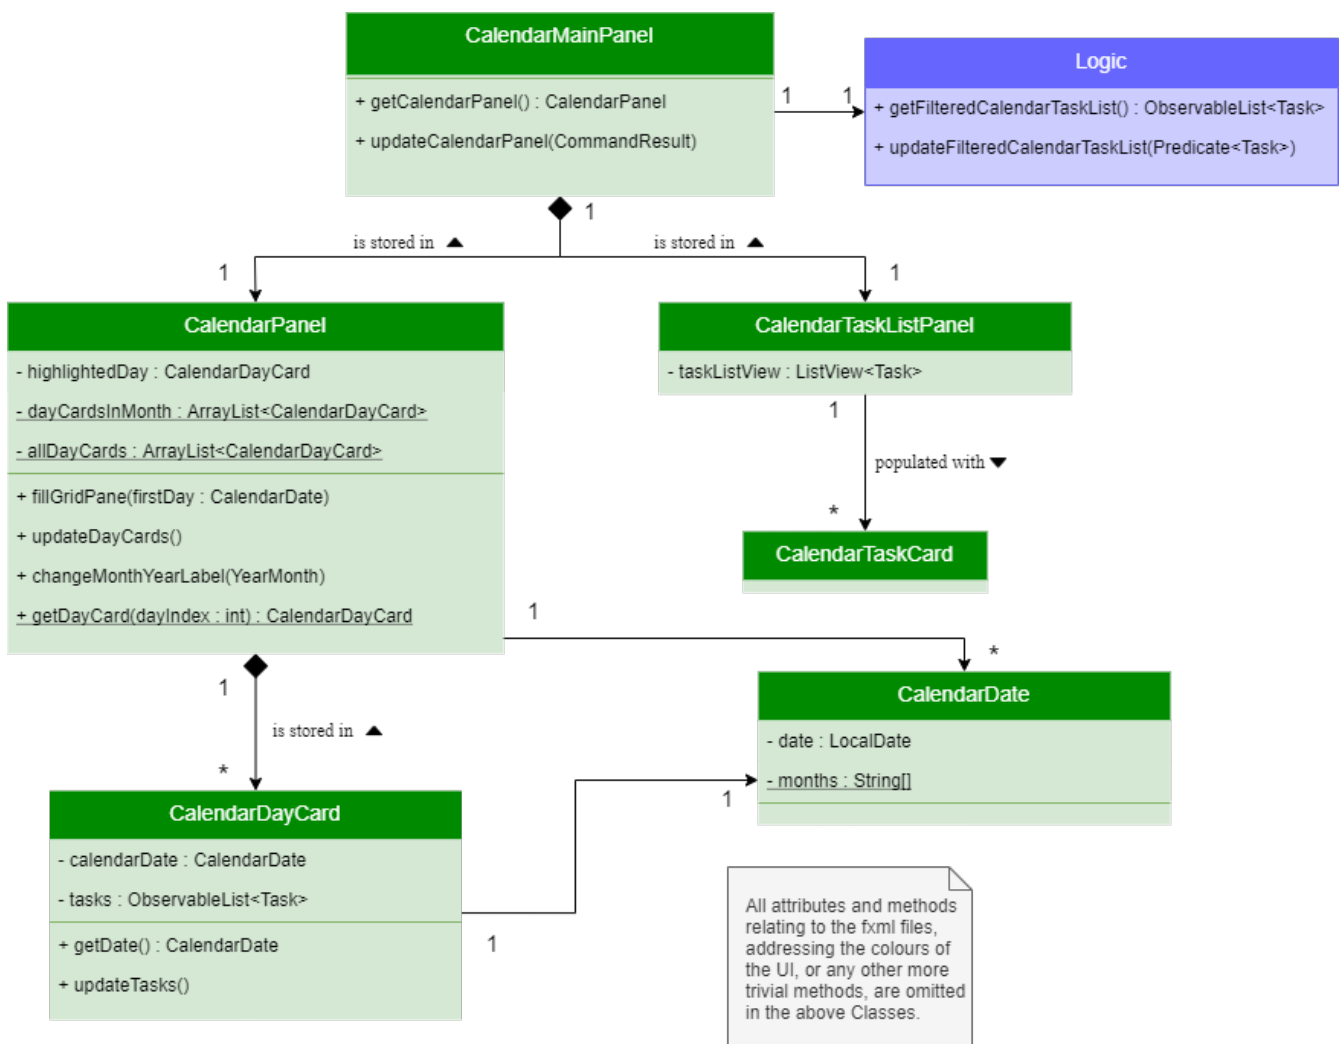 CalendarMainPanel
+ getCalendarPanel() : CalendarPanel
+ updateCalendarPanel(CommandResult)
1
1
Logic
+ getFilteredCalendarTaskList() : ObservableList<Task>
+ updateFilteredCalendarTaskList(Predicate<Task>)
1
is stored in ▲
is stored in ▲
1
1
CalendarPanel
- highlightedDay : CalendarDayCard
- dayCardsInMonth : ArrayList<CalendarDayCard>
- allDayCards : ArrayList<CalendarDayCard>
+ fillGridPane(firstDay : CalendarDate)
+ updateDayCards()
+ changeMonthYearLabel(YearMonth)
+ getDayCard(dayIndex : int) : CalendarDayCard
CalendarTaskListPanel
- taskListView : ListView<Task>
1
populated with ▼
*
CalendarTaskCard
1
*
1
is stored in ▲
*
CalendarDate
- date : LocalDate
- months : String[]
CalendarDayCard
- calendarDate : CalendarDate
- tasks : ObservableList<Task>
+ getDate() : CalendarDate
+ updateTasks()
1
1
All attributes and methods
relating to the fxml files,
addressing the colours of
the UI, or any other more
trivial methods, are omitted
in the above Classes.